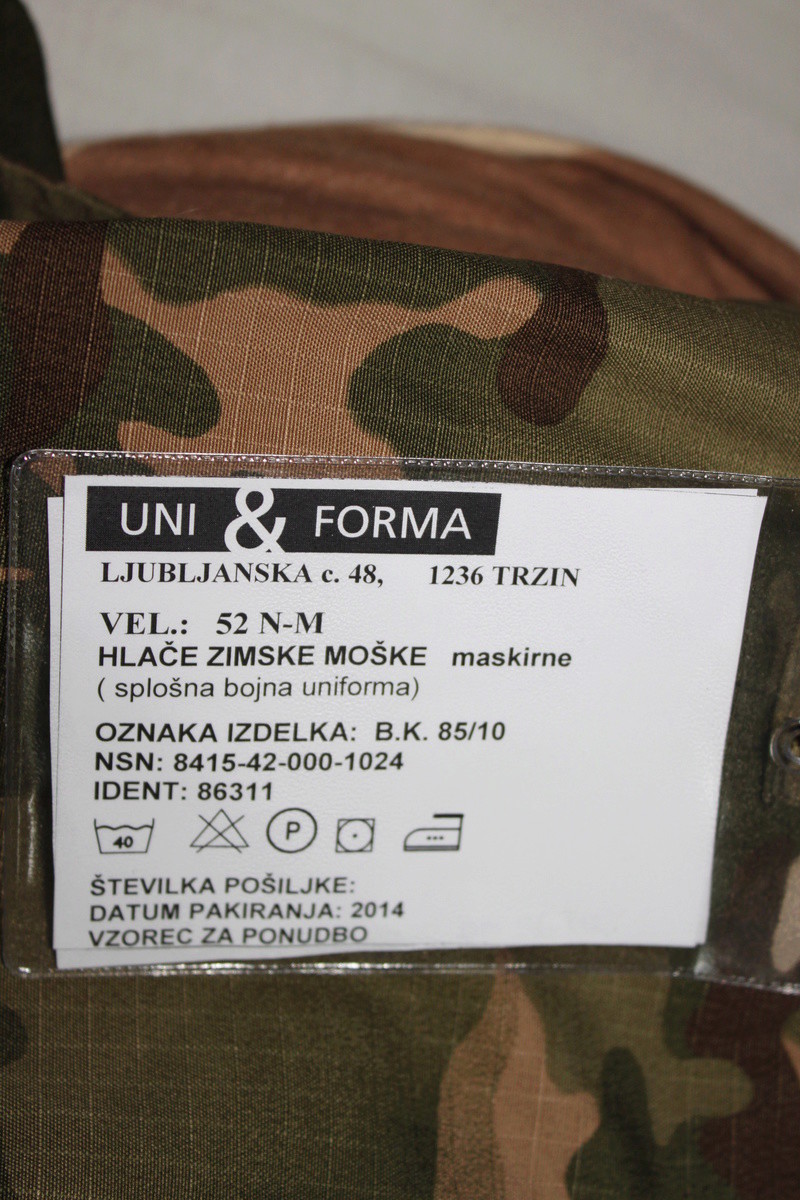 UNI & FORMA
LJUBLJANSKA c. 48, 1236 TRZIN
VEL.: 52 N-M
HLAČE ZIMSKE MOŠKE maskirne
( splošna bojna uniforma)
OZNAKA IZDELKA: B.K. 85/10
NSN: 8415-42-000-1024
IDENT: 86311
40 P
ŠTEVILKA POŠILJKE:
DATUM PAKIRANJA: 2014
VZOREC ZA PONUDBO